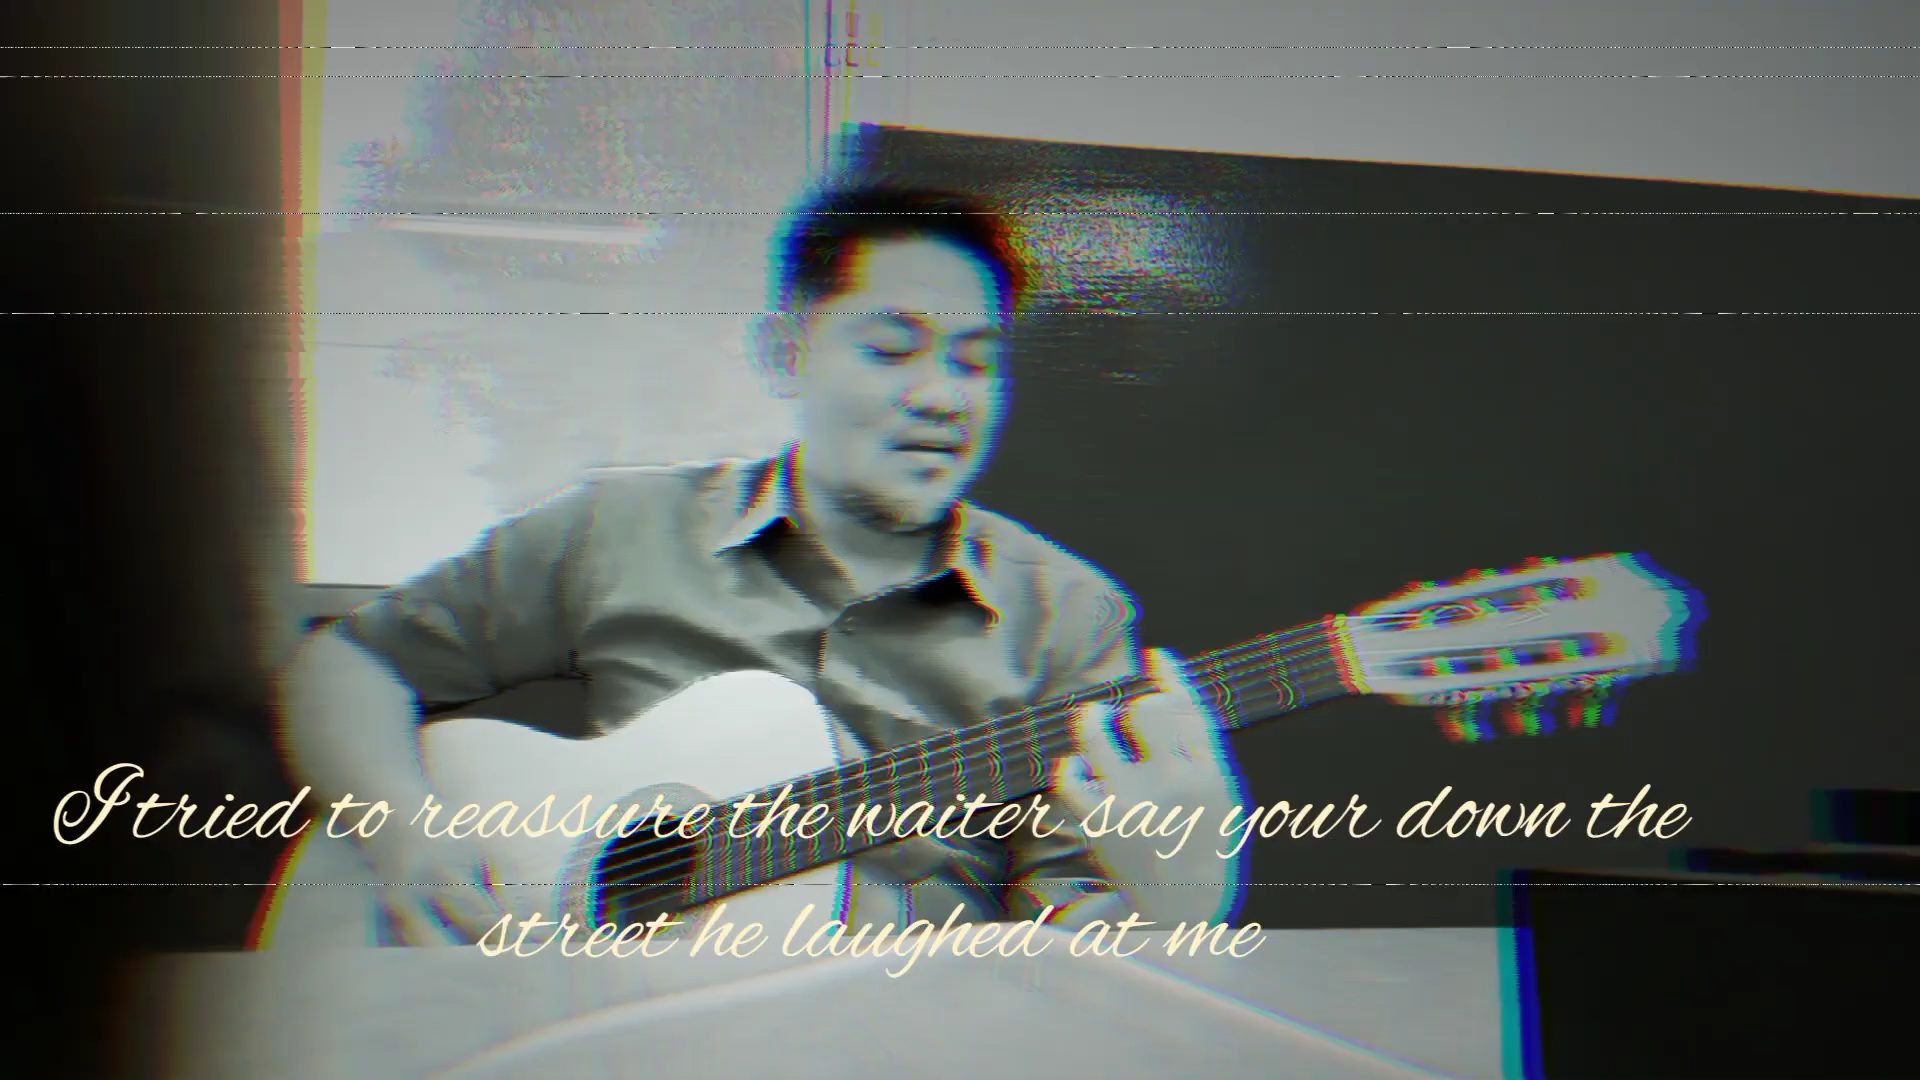 I tried to reassure the waiter say your down the
street he laughed at me